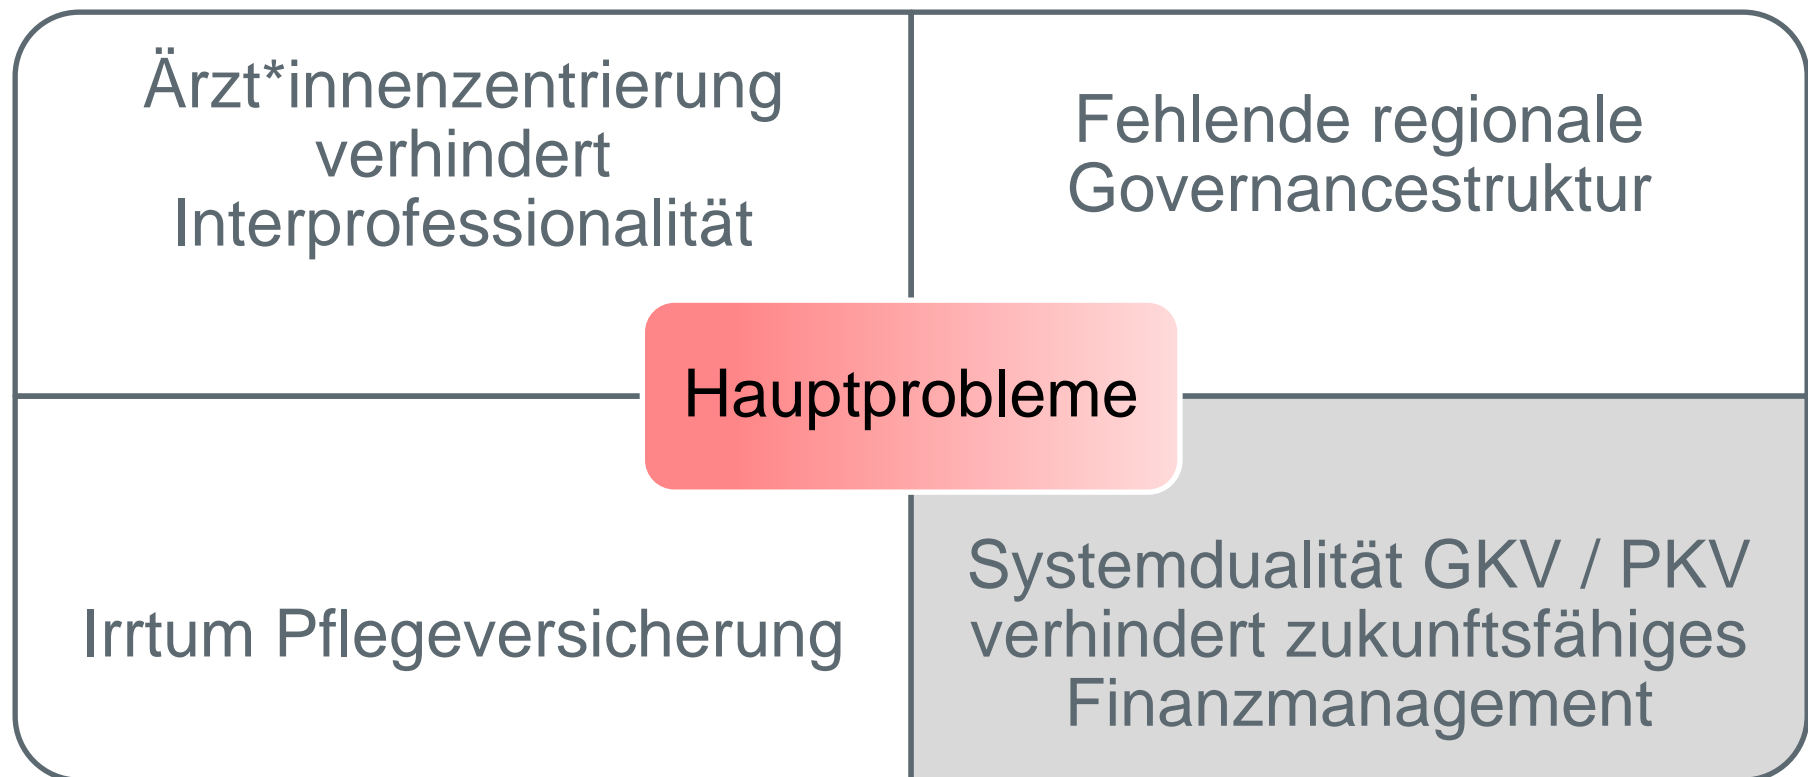 Ärzt*innenzentrierung
verhindert
Interprofessionalität
Fehlende regionale
Governancestruktur
Hauptprobleme
Irrtum Pflegeversicherung
Systemdualität GKV / PKV
verhindert zukunftsfähiges
Finanzmanagement